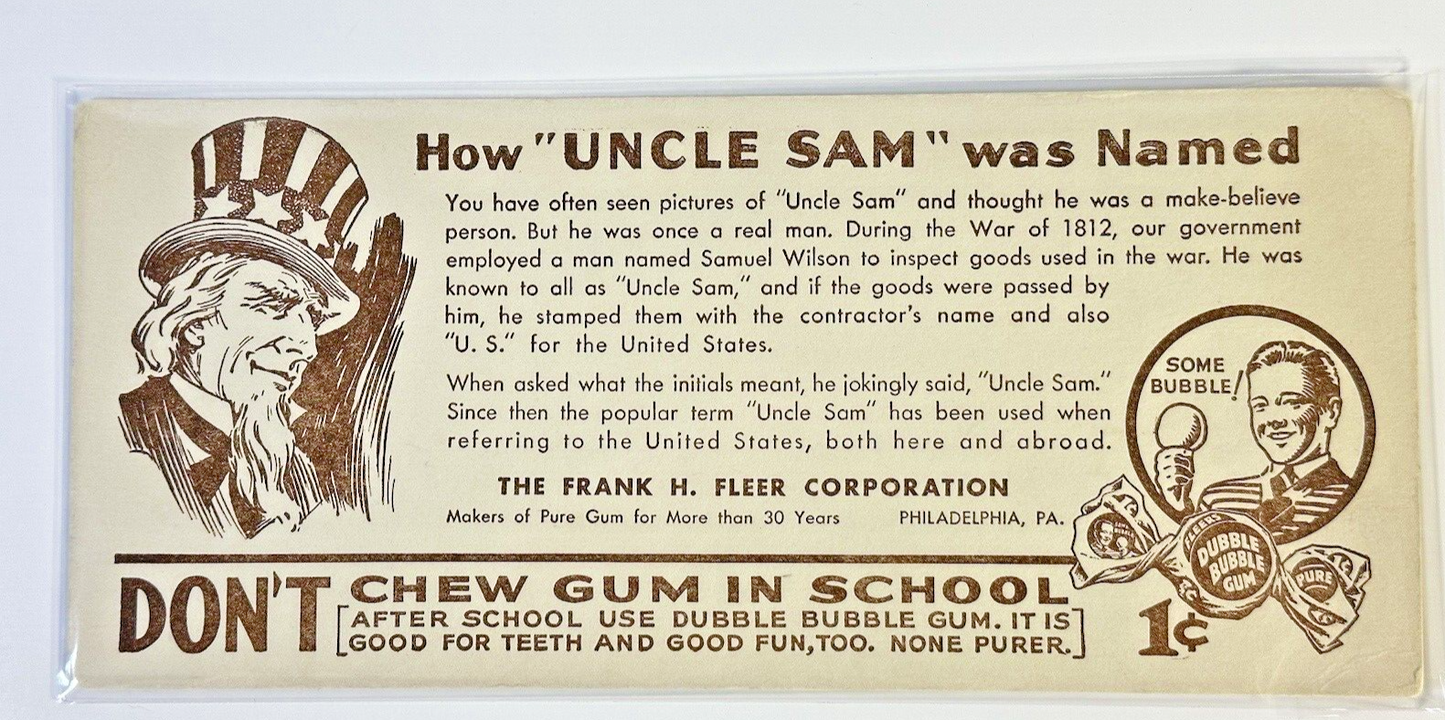 How "UNCLE SAM" was Named
You have often seen pictures of "Uncle Sam" and thought he was a make-believe
person. But he was once a real man. During the War of 1812, our government
employed a man named Samuel Wilson to inspect goods used in the war. He was
known to all as "Uncle Sam," and if the goods were passed by
him, he stamped them with the contractor's name and also
"U. S." for the United States.
When asked what the initials meant, he jokingly said, "Uncle Sam."
Since then the popular term "Uncle Sam" has been used when
referring to the United States, both here and abroad.
THE FRANK H. FLEER CORPORATION
Makers of Pure Gum for More than 30 Years PHILADELPHIA, PA.
SOME
BUBBLE!
FLEERS
DUBBLE
BUBBLE
GUM
PURE
1¢
DON'T CHEW GUM IN SCHOOL
[AFTER SCHOOL USE DUBBLE BUBBLE GUM. IT IS
GOOD FOR TEETH AND GOOD FUN, TOO. NONE PURER.]